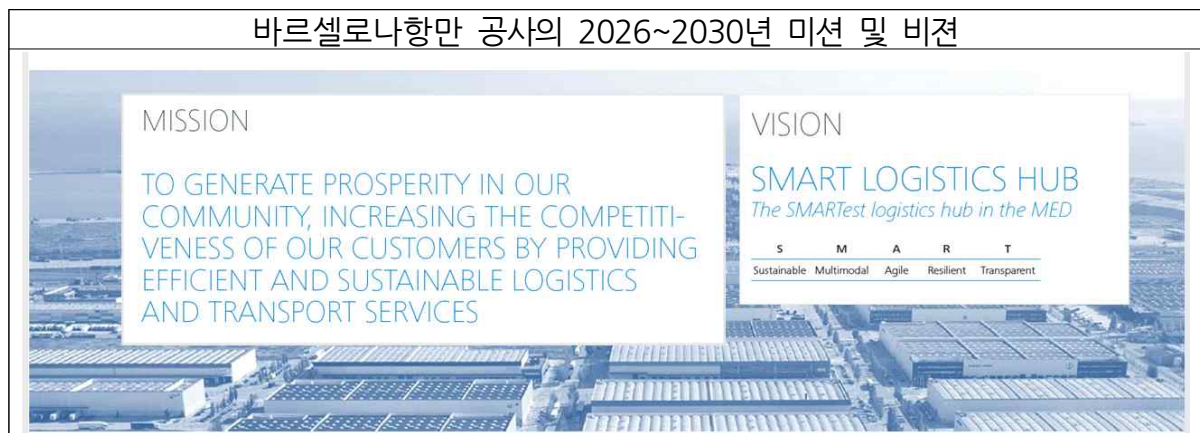 바르셀로나항만 공사의 2026~2030년 미션 및 비젼
MISSION
TO GENERATE PROSPERITY IN OUR
COMMUNITY, INCREASING THE COMPETITI-
VENESS OF OUR CUSTOMERS BY PROVIDING
EFFICIENT AND SUSTAINABLE LOGISTICS
AND TRANSPORT SERVICES
VISION
SMART LOGISTICS HUB
The SMARTest logistics hub in the MED
S M A R T
Sustainable Multimodal Agile Resilient Transparent